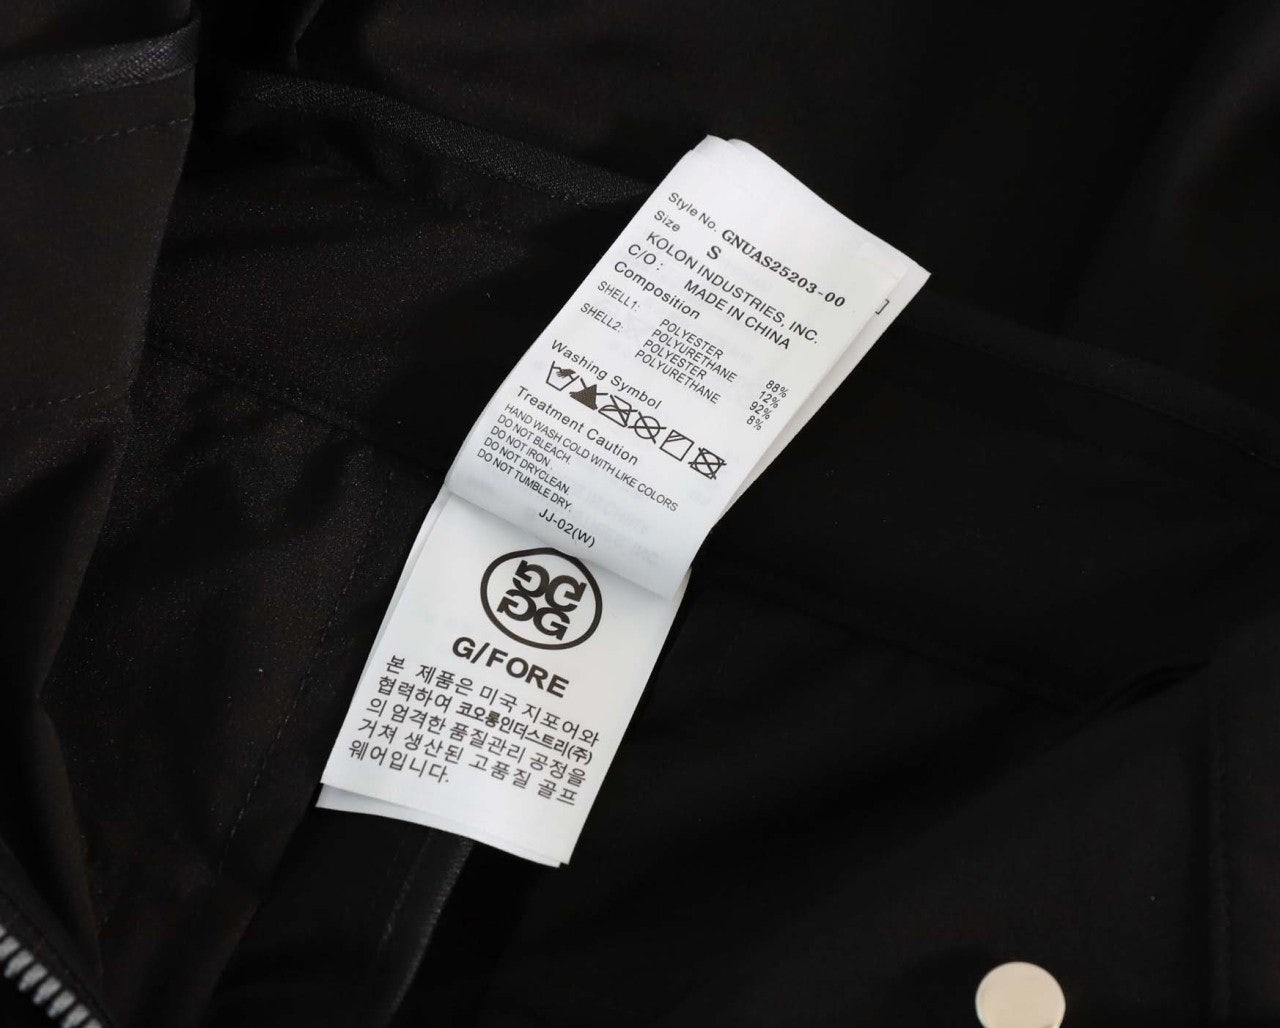 Style No. GNUAS25203-00
Size S
KOLON INDUSTRIES, INC.
C/O : MADE IN CHINA
Composition
SHELL1: POLYESTER 88%
POLYURETHANE 12%
SHELL2: POLYESTER 92%
POLYURETHANE 8%
Washing Symbol
Treatment Caution
HAND WASH COLD WITH LIKE COLORS
DO NOT BLEACH.
DO NOT IRON
DO NOT DRYCLEAN.
DO NOT TUMBLE DRY.
JJ-02(W)
GG
GG
G/FORE
본 제품은 미국 지포어와
협력하여 코오롱인더스트리(주)
의 엄격한 품질관리 공정을
거쳐 생산된 고품질 골프
웨어입니다.